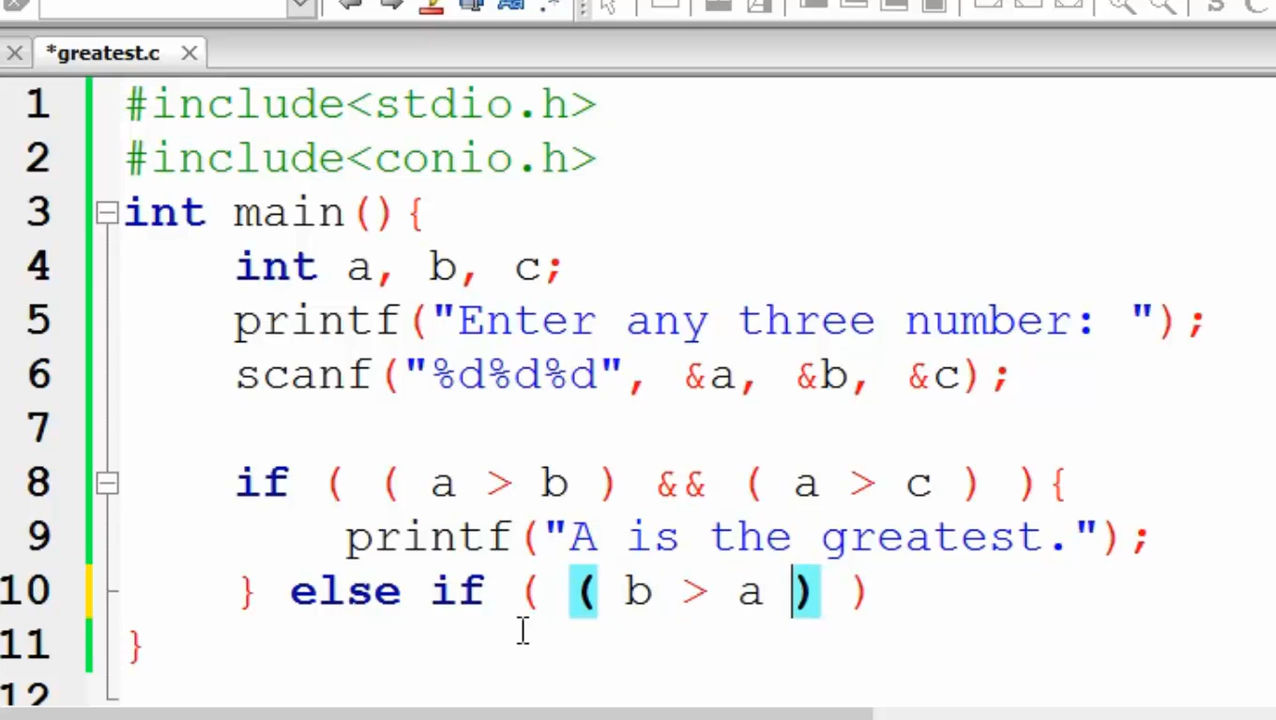 *greatest.c
1 #include<stdio.h>
2 #include<conio.h>
3 int main(){
4 int a, b, c;
5 printf("Enter any three number: ");
6 scanf("%d%d%d", &a, &b, &c);
7
8 if ( ( a > b ) && ( a > c ) ){
9 printf("A is the greatest.");
10 } else if ( ( b > a ) )
11 }
12